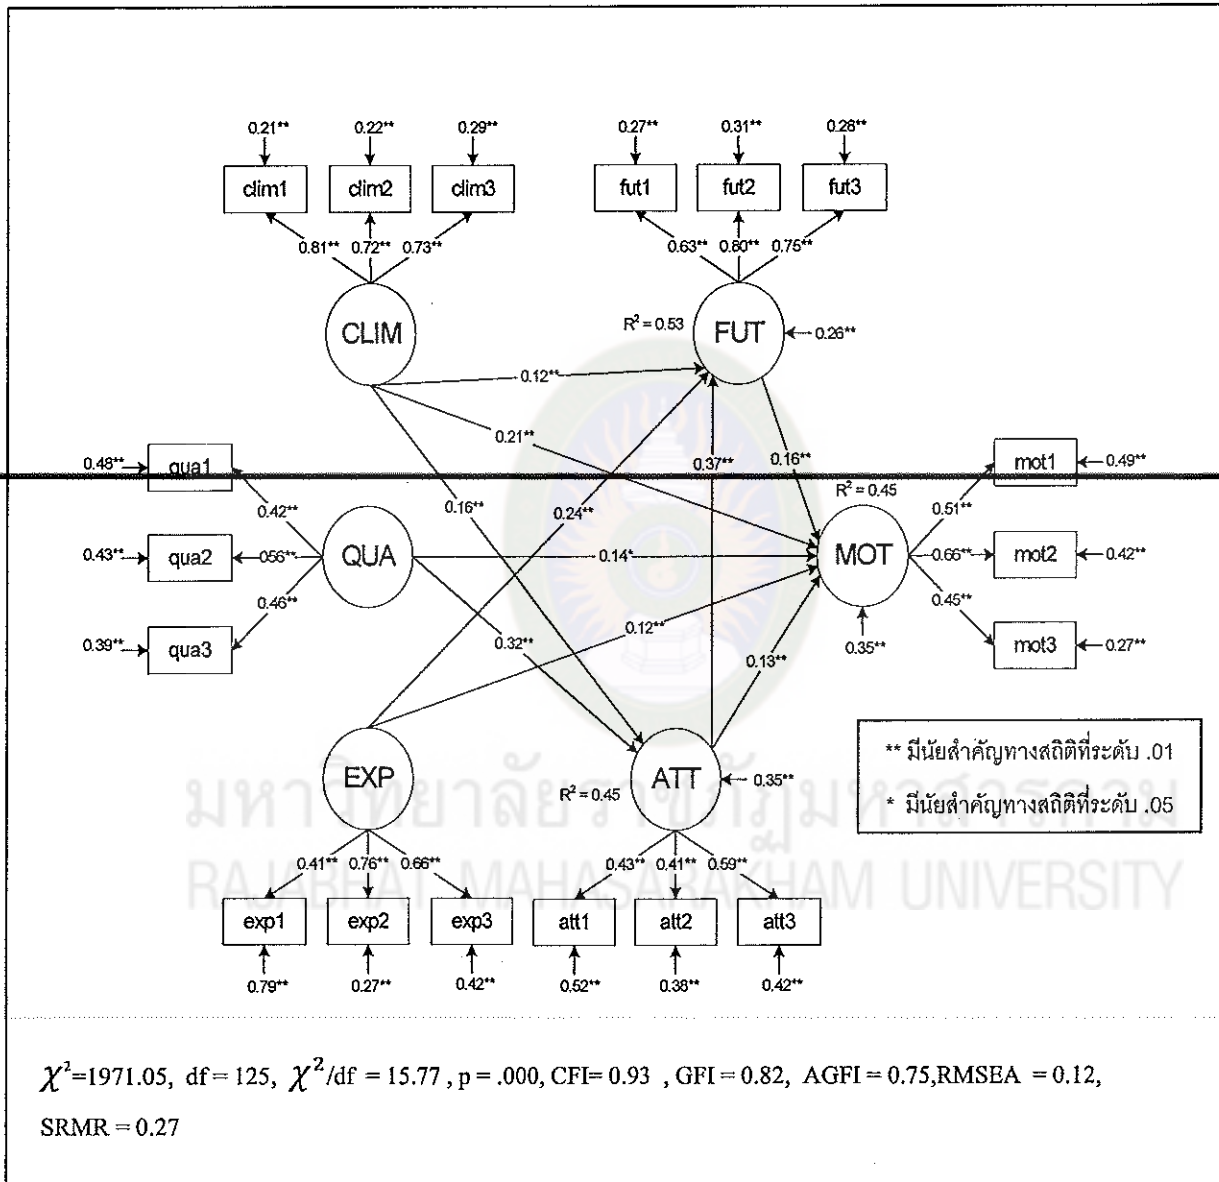 0.21** 0.22** 0.29** 0.27** 0.31** 0.28**
clim1 clim2 clim3 fut1 fut2 fut3
0.81** 0.72** 0.73** 0.63** 0.80** 0.75**
CLIM R² = 0.53 FUT 0.26**
0.12**
0.21** 0.37** 0.16**
0.48** qua1 mot1 0.49**
R² = 0.45
0.42** 0.16** 0.24** 0.51**
0.43** qua2 0.56** QUA 0.14* MOT 0.66** mot2 0.42**
0.46** 0.45**
0.39** qua3 0.32** 0.12** 0.13** 0.35** mot3 0.27**
EXP R² = 0.45 ATT 0.35**
** มีนัยสำคัญทางสถิติที่ระดับ .01
* มีนัยสำคัญทางสถิติที่ระดับ .05
มหาวิทยาลัยราชภัฏมหาสารคาม
RAJABHAT MAHASARAKHAM UNIVERSITY
0.41** 0.76** 0.66** 0.43** 0.41** 0.59**
exp1 exp2 exp3 att1 att2 att3
0.79** 0.27** 0.42** 0.52** 0.38** 0.42**
χ²=1971.05, df = 125, χ²/df = 15.77 , p = .000, CFI= 0.93 , GFI = 0.82, AGFI = 0.75,RMSEA = 0.12,
SRMR = 0.27